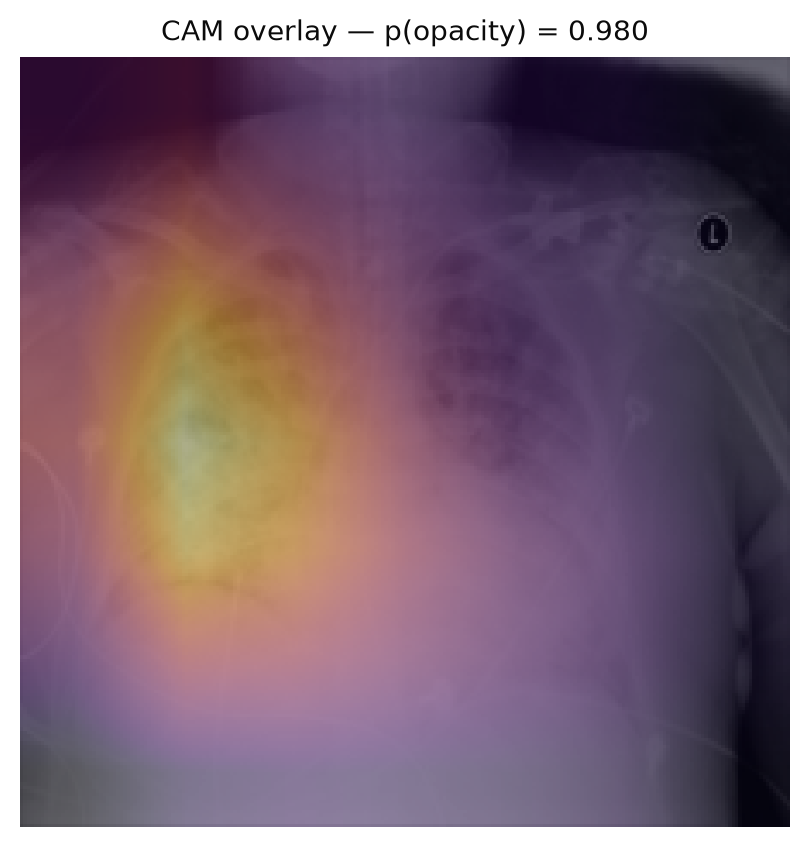 CAM overlay — p(opacity) = 0.980
L